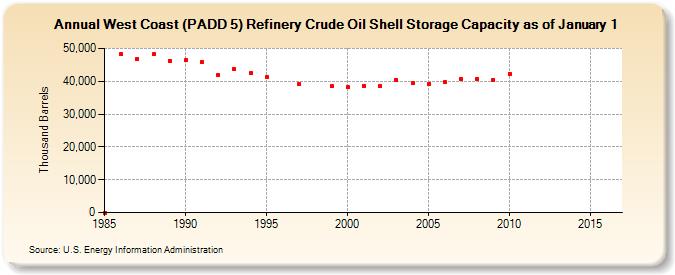 Annual West Coast (PADD 5) Refinery Crude Oil Shell Storage Capacity as of January 1
Thousand Barrels
50,000
40,000
30,000
20,000
10,000
0
1985 1990 1995 2000 2005 2010 2015
Source: U.S. Energy Information Administration